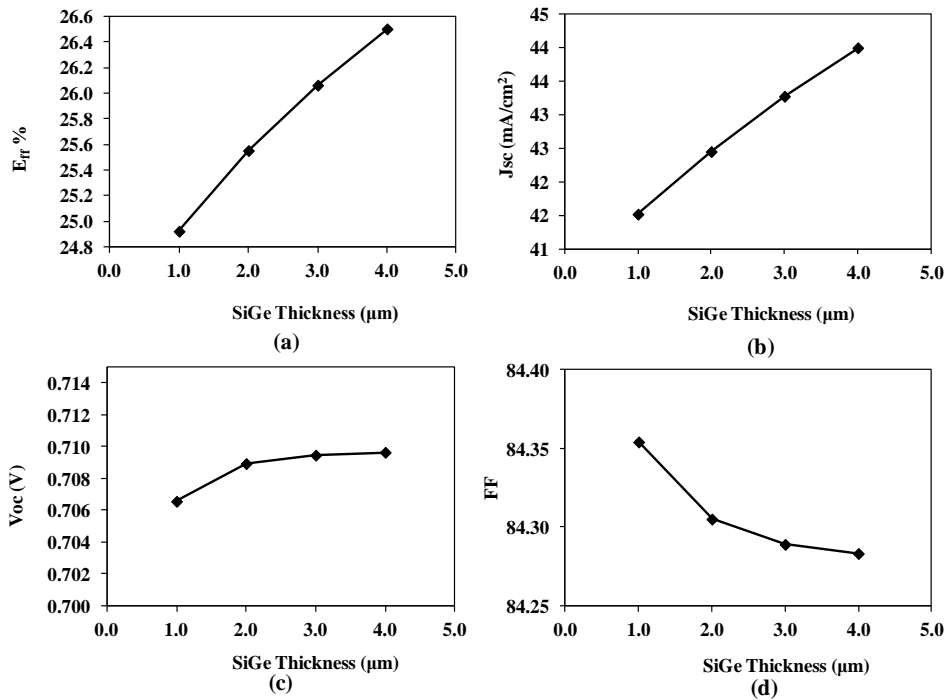 26.6
26.4
26.2
26.0
25.8
25.6
25.4
25.2
25.0
24.8
E_ff %
0.0 1.0 2.0 3.0 4.0 5.0
SiGe Thickness (μm)
(a)
45
44
44
43
43
42
42
41
Jsc (mA/cm²)
0.0 1.0 2.0 3.0 4.0 5.0
SiGe Thickness (μm)
(b)
0.714
0.712
0.710
0.708
0.706
0.704
0.702
0.700
Voc (V)
0.0 1.0 2.0 3.0 4.0 5.0
SiGe Thickness (μm)
(c)
84.40
84.35
84.30
84.25
FF
0.0 1.0 2.0 3.0 4.0 5.0
SiGe Thickness (μm)
(d)